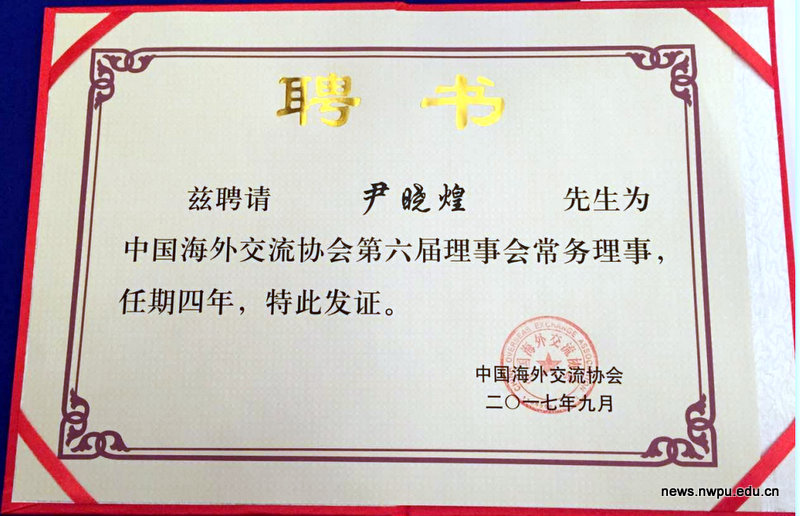 聘书
兹聘请 尹晓煌 先生为
中国海外交流协会第六届理事会常务理事，
任期四年，特此发证。
中国海外交流协会
CHINA OVERSEAS EXCHANGE ASSOCIATION
中国海外交流协会
二〇一七年九月
news.nwpu.edu.cn